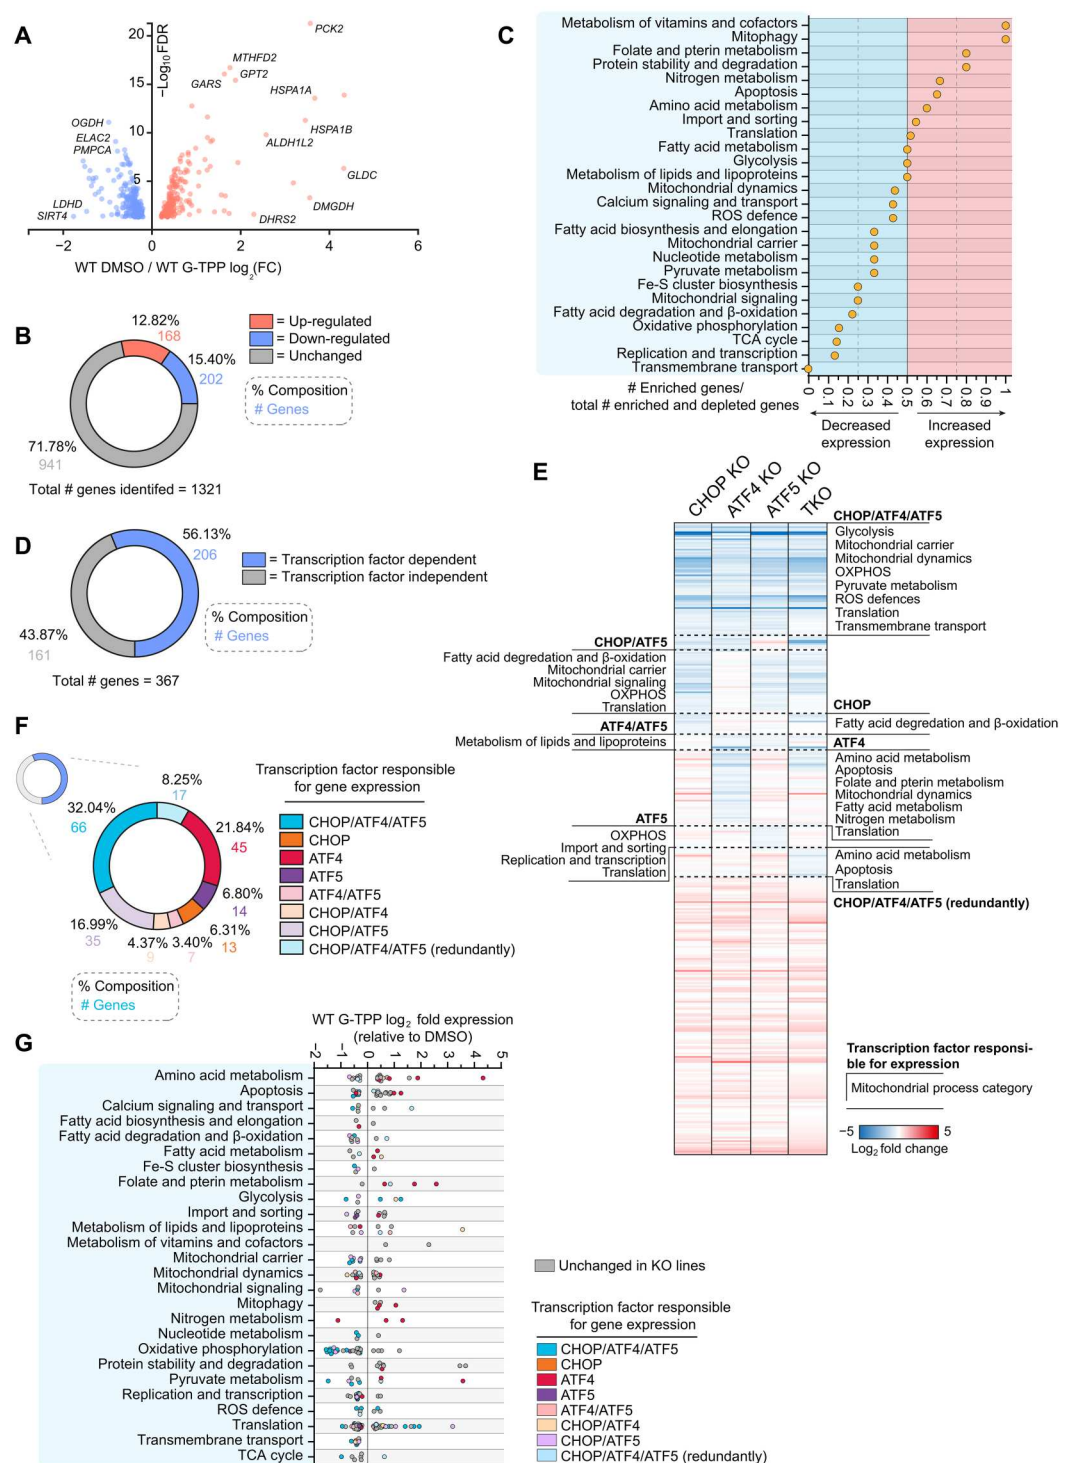 A
20
15
10
5
−Log10 FDR
PCK2
MTHFD2
GPT2
GARS
HSPA1A
OGDH
HSPA1B
ELAC2
ALDH1L2
PMPCA
GLDC
LDHD
DMGDH
SIRT4
DHRS2
−2 0 2 4 6
WT DMSO / WT G-TPP log2(FC)
B
12.82%
168
15.40%
202
71.78%
941
= Up-regulated
= Down-regulated
= Unchanged
% Composition
# Genes
Total # genes identifed = 1321
C
Metabolism of vitamins and cofactors
Mitophagy
Folate and pterin metabolism
Protein stability and degradation
Nitrogen metabolism
Apoptosis
Amino acid metabolism
Import and sorting
Translation
Fatty acid metabolism
Glycolysis
Metabolism of lipids and lipoproteins
Mitochondrial dynamics
Calcium signaling and transport
ROS defence
Fatty acid biosynthesis and elongation
Mitochondrial carrier
Nucleotide metabolism
Pyruvate metabolism
Fe-S cluster biosynthesis
Mitochondrial signaling
Fatty acid degradation and β-oxidation
Oxidative phosphorylation
TCA cycle
Replication and transcription
Transmembrane transport
0 0.1 0.2 0.3 0.4 0.5 0.6 0.7 0.8 0.9 1
# Enriched genes/
total # enriched and depleted genes
Decreased
expression
Increased
expression
D
56.13%
206
43.87%
161
= Transcription factor dependent
= Transcription factor independent
% Composition
# Genes
Total # genes = 367
E
CHOP KO
ATF4 KO
ATF5 KO
TKO
CHOP/ATF4/ATF5
Glycolysis
Mitochondrial carrier
Mitochondrial dynamics
OXPHOS
Pyruvate metabolism
ROS defences
Translation
Transmembrane transport
CHOP/ATF5
Fatty acid degredation and β-oxidation
Mitochondrial carrier
Mitochondrial signaling
OXPHOS
Translation
CHOP
Fatty acid degredation and β-oxidation
ATF4/ATF5
Metabolism of lipids and lipoproteins
ATF4
Amino acid metabolism
Apoptosis
Folate and pterin metabolism
Mitochondrial dynamics
Fatty acid metabolism
Nitrogen metabolism
Translation
ATF5
OXPHOS
Import and sorting
Replication and transcription
Translation
Amino acid metabolism
Apoptosis
Translation
CHOP/ATF4/ATF5 (redundantly)
Transcription factor responsi-
ble for expression
Mitochondrial process category
−5 5
Log2 fold change
F
8.25%
17
32.04%
66
21.84%
45
6.80%
14
6.31%
13
3.40%
7
4.37%
9
16.99%
35
% Composition
# Genes
Transcription factor responsible
for gene expression
CHOP/ATF4/ATF5
CHOP
ATF4
ATF5
ATF4/ATF5
CHOP/ATF4
CHOP/ATF5
CHOP/ATF4/ATF5 (redundantly)
G
WT G-TPP log2 fold expression
(relative to DMSO)
−2 −1 0 1 2 3 4 5
Amino acid metabolism
Apoptosis
Calcium signaling and transport
Fatty acid biosynthesis and elongation
Fatty acid degradation and β-oxidation
Fatty acid metabolism
Fe-S cluster biosynthesis
Folate and pterin metabolism
Glycolysis
Import and sorting
Metabolism of lipids and lipoproteins
Metabolism of vitamins and cofactors
Mitochondrial carrier
Mitochondrial dynamics
Mitochondrial signaling
Mitophagy
Nitrogen metabolism
Nucleotide metabolism
Oxidative phosphorylation
Protein stability and degradation
Pyruvate metabolism
Replication and transcription
ROS defence
Translation
Transmembrane transport
TCA cycle
Unchanged in KO lines
Transcription factor responsible
for gene expression
CHOP/ATF4/ATF5
CHOP
ATF4
ATF5
ATF4/ATF5
CHOP/ATF4
CHOP/ATF5
CHOP/ATF4/ATF5 (redundantly)